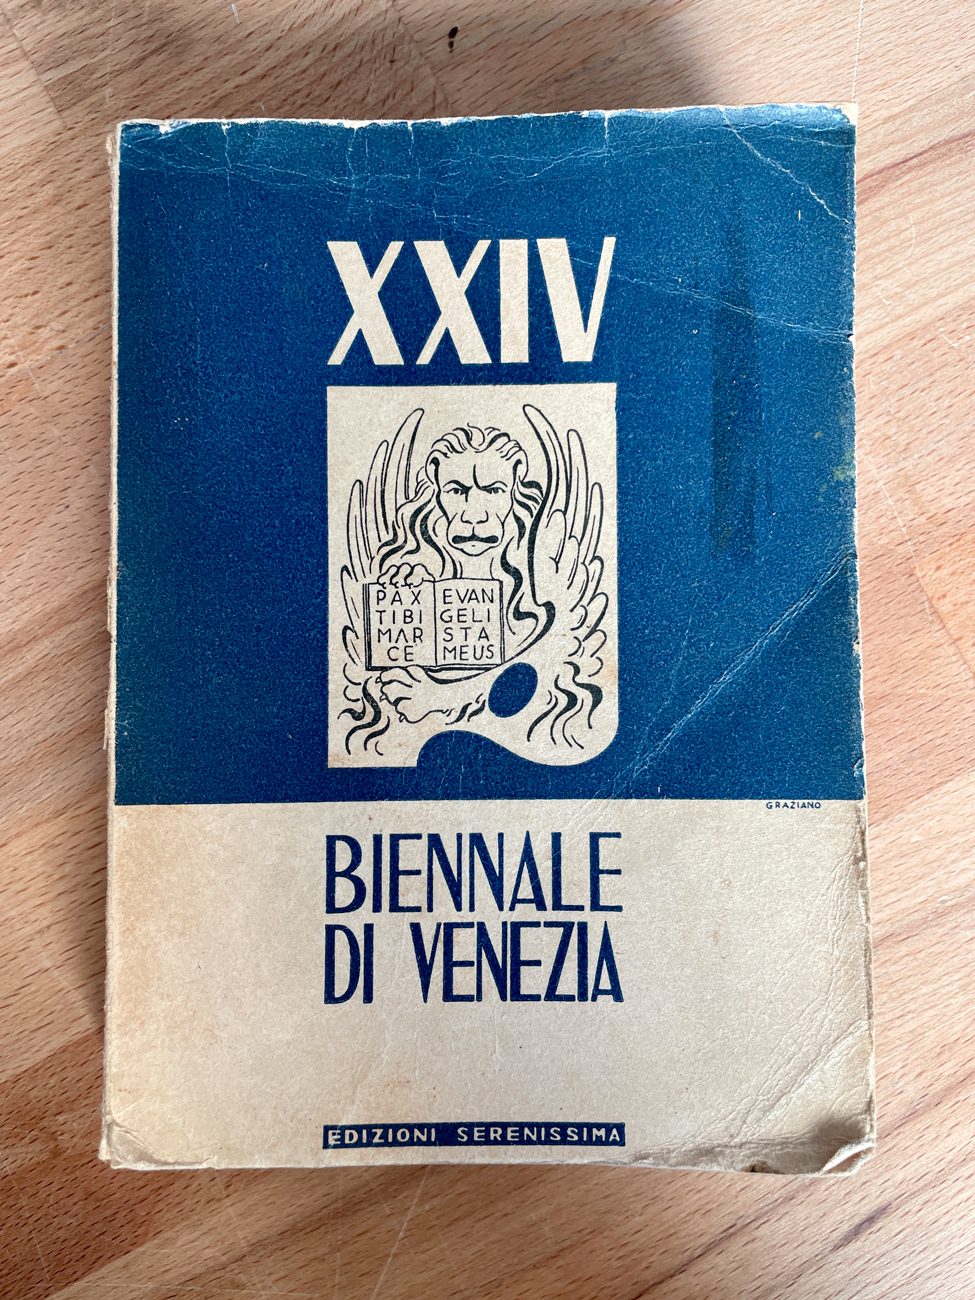 XXIV
PAX
TIBI
MAR
CE
EVAN
GELI
STA
MEUS
GRAZIANO
BIENNALE
DI VENEZIA
EDIZIONI SERENISSIMA